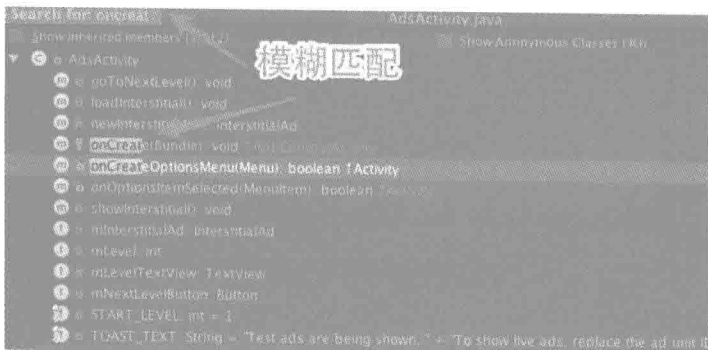 Search for: oncreat
AdsActivity.java
Show inherited members (⌘F12)
Show Anonymous Classes (⌘I)
模糊匹配
AdsActivity
goToNextLevel(): void
loadInterstitial(): void
newInterstitialAd(): InterstitialAd
onCreate(Bundle): void
onCreateOptionsMenu(Menu): boolean ↑Activity
onOptionsItemSelected(MenuItem): boolean ↑Activity
showInterstitial(): void
mInterstitialAd: InterstitialAd
mLevel: int
mLevelTextView: TextView
mNextLevelButton: Button
START_LEVEL: int = 1
TOAST_TEXT: String = "Test ads are being shown. " + "To show live ads, replace the ad unit I